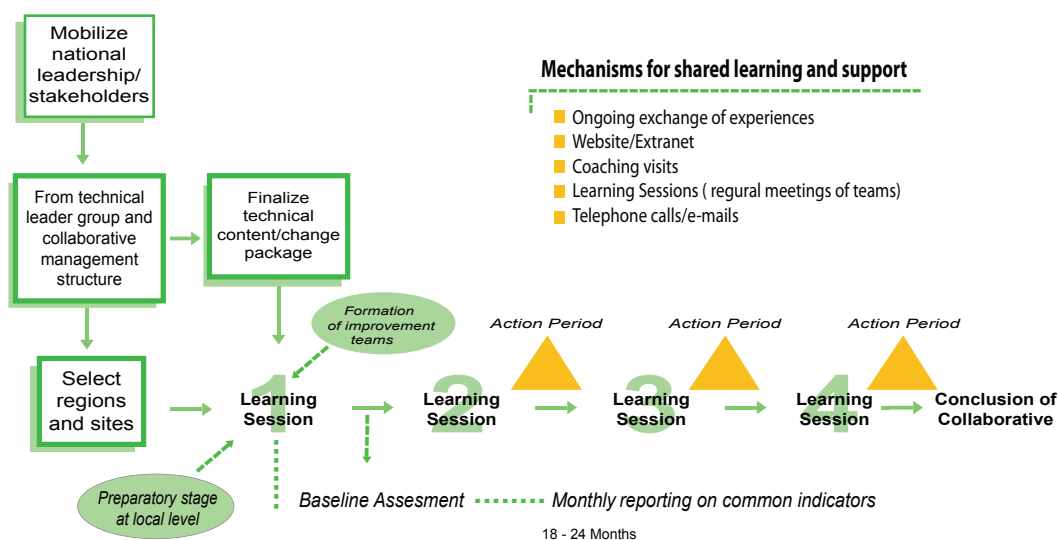 Mobilize
national
leadership/
stakeholders
Mechanisms for shared learning and support
Ongoing exchange of experiences
Website/Extranet
Coaching visits
Learning Sessions ( regural meetings of teams)
Telephone calls/e-mails
From technical
leader group and
collaborative
management
structure
Finalize
technical
content/change
package
Formation
of improvement
teams
Action Period
Action Period
Action Period
Select
regions
and sites
1
Learning
Session
2
Learning
Session
3
Learning
Session
4
Learning
Session
Conclusion of
Collaborative
Preparatory stage
at local level
Baseline Assesment
Monthly reporting on common indicators
18 - 24 Months